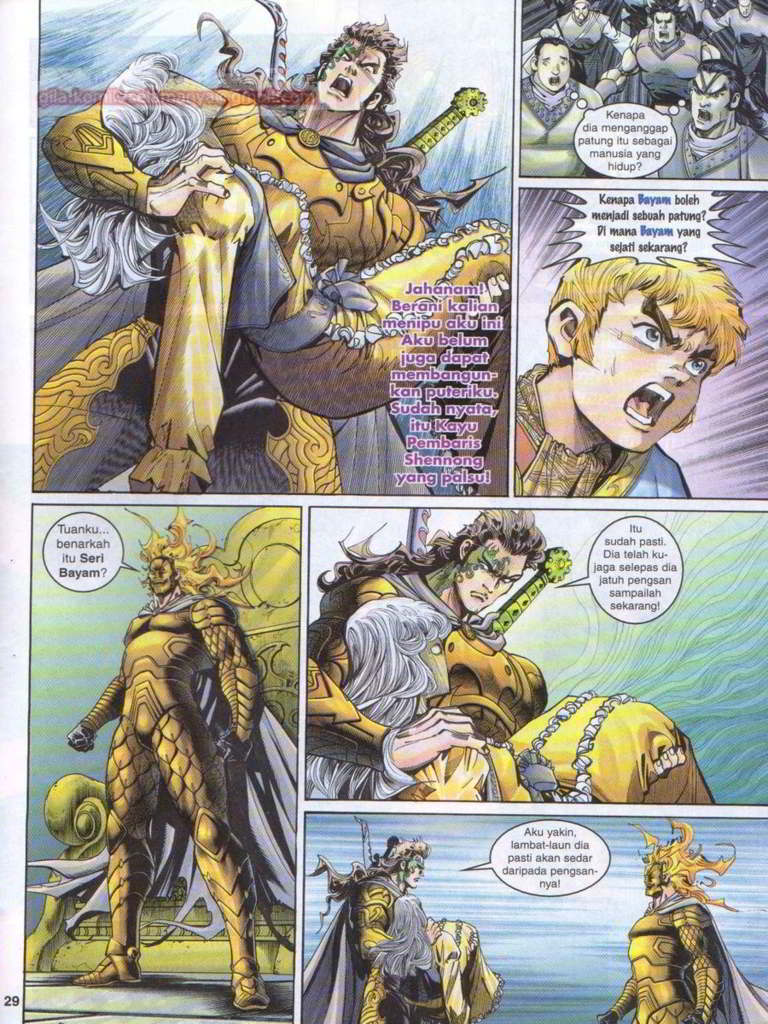 Jahanam!
Berani kalian
menipu aku ini
Aku belum
juga dapat
membangun-
kan puteriku.
Sudah nyata,
itu Kayu
Pembaris
Shennong
yang palsu!
Kenapa
dia menganggap
patung itu sebagai
manusia yang
hidup?
Kenapa Bayam boleh
menjadi sebuah patung?
Di mana Bayam yang
sejati sekarang?
Tuanku...
benarkah
itu Seri
Bayam?
Itu
sudah pasti.
Dia telah ku-
jaga selepas dia
jatuh pengsan
sampailah
sekarang!
Aku yakin,
lambat-laun dia
pasti akan sedar
daripada pengsan-
nya!
29